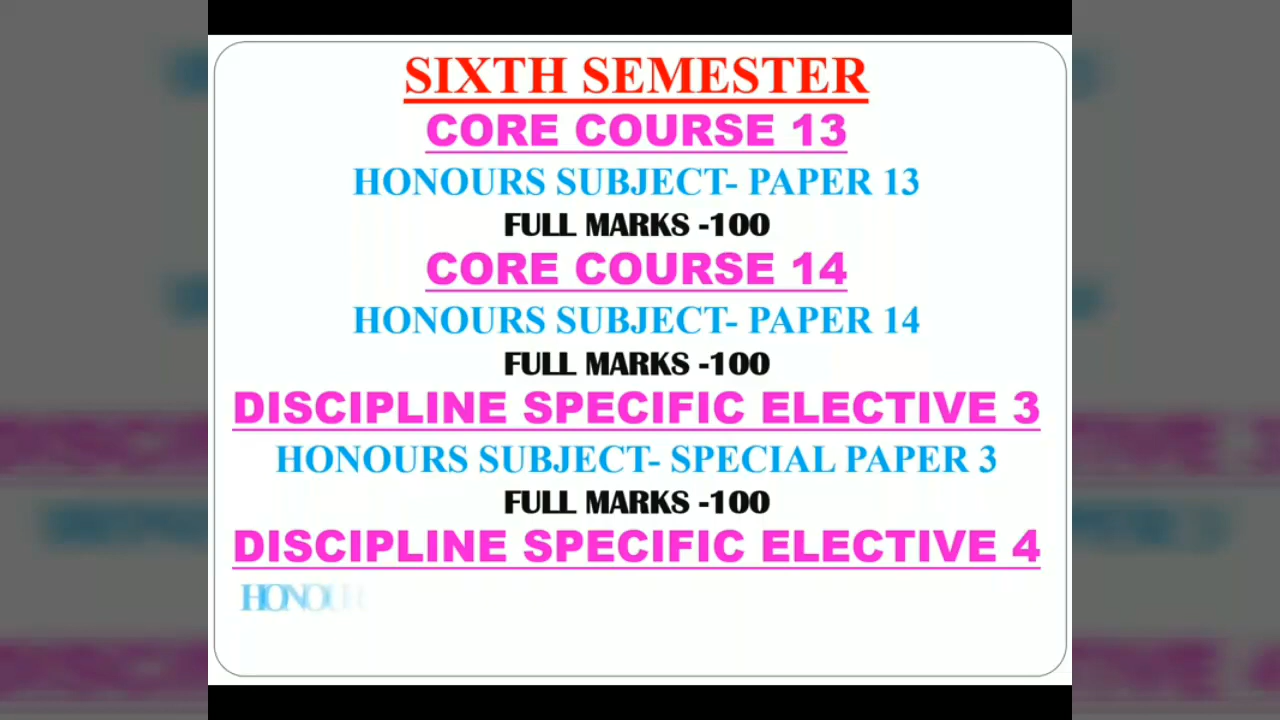 SIXTH SEMESTER
CORE COURSE 13
HONOURS SUBJECT- PAPER 13
FULL MARKS -100
CORE COURSE 14
HONOURS SUBJECT- PAPER 14
FULL MARKS -100
DISCIPLINE SPECIFIC ELECTIVE 3
HONOURS SUBJECT- SPECIAL PAPER 3
FULL MARKS -100
DISCIPLINE SPECIFIC ELECTIVE 4